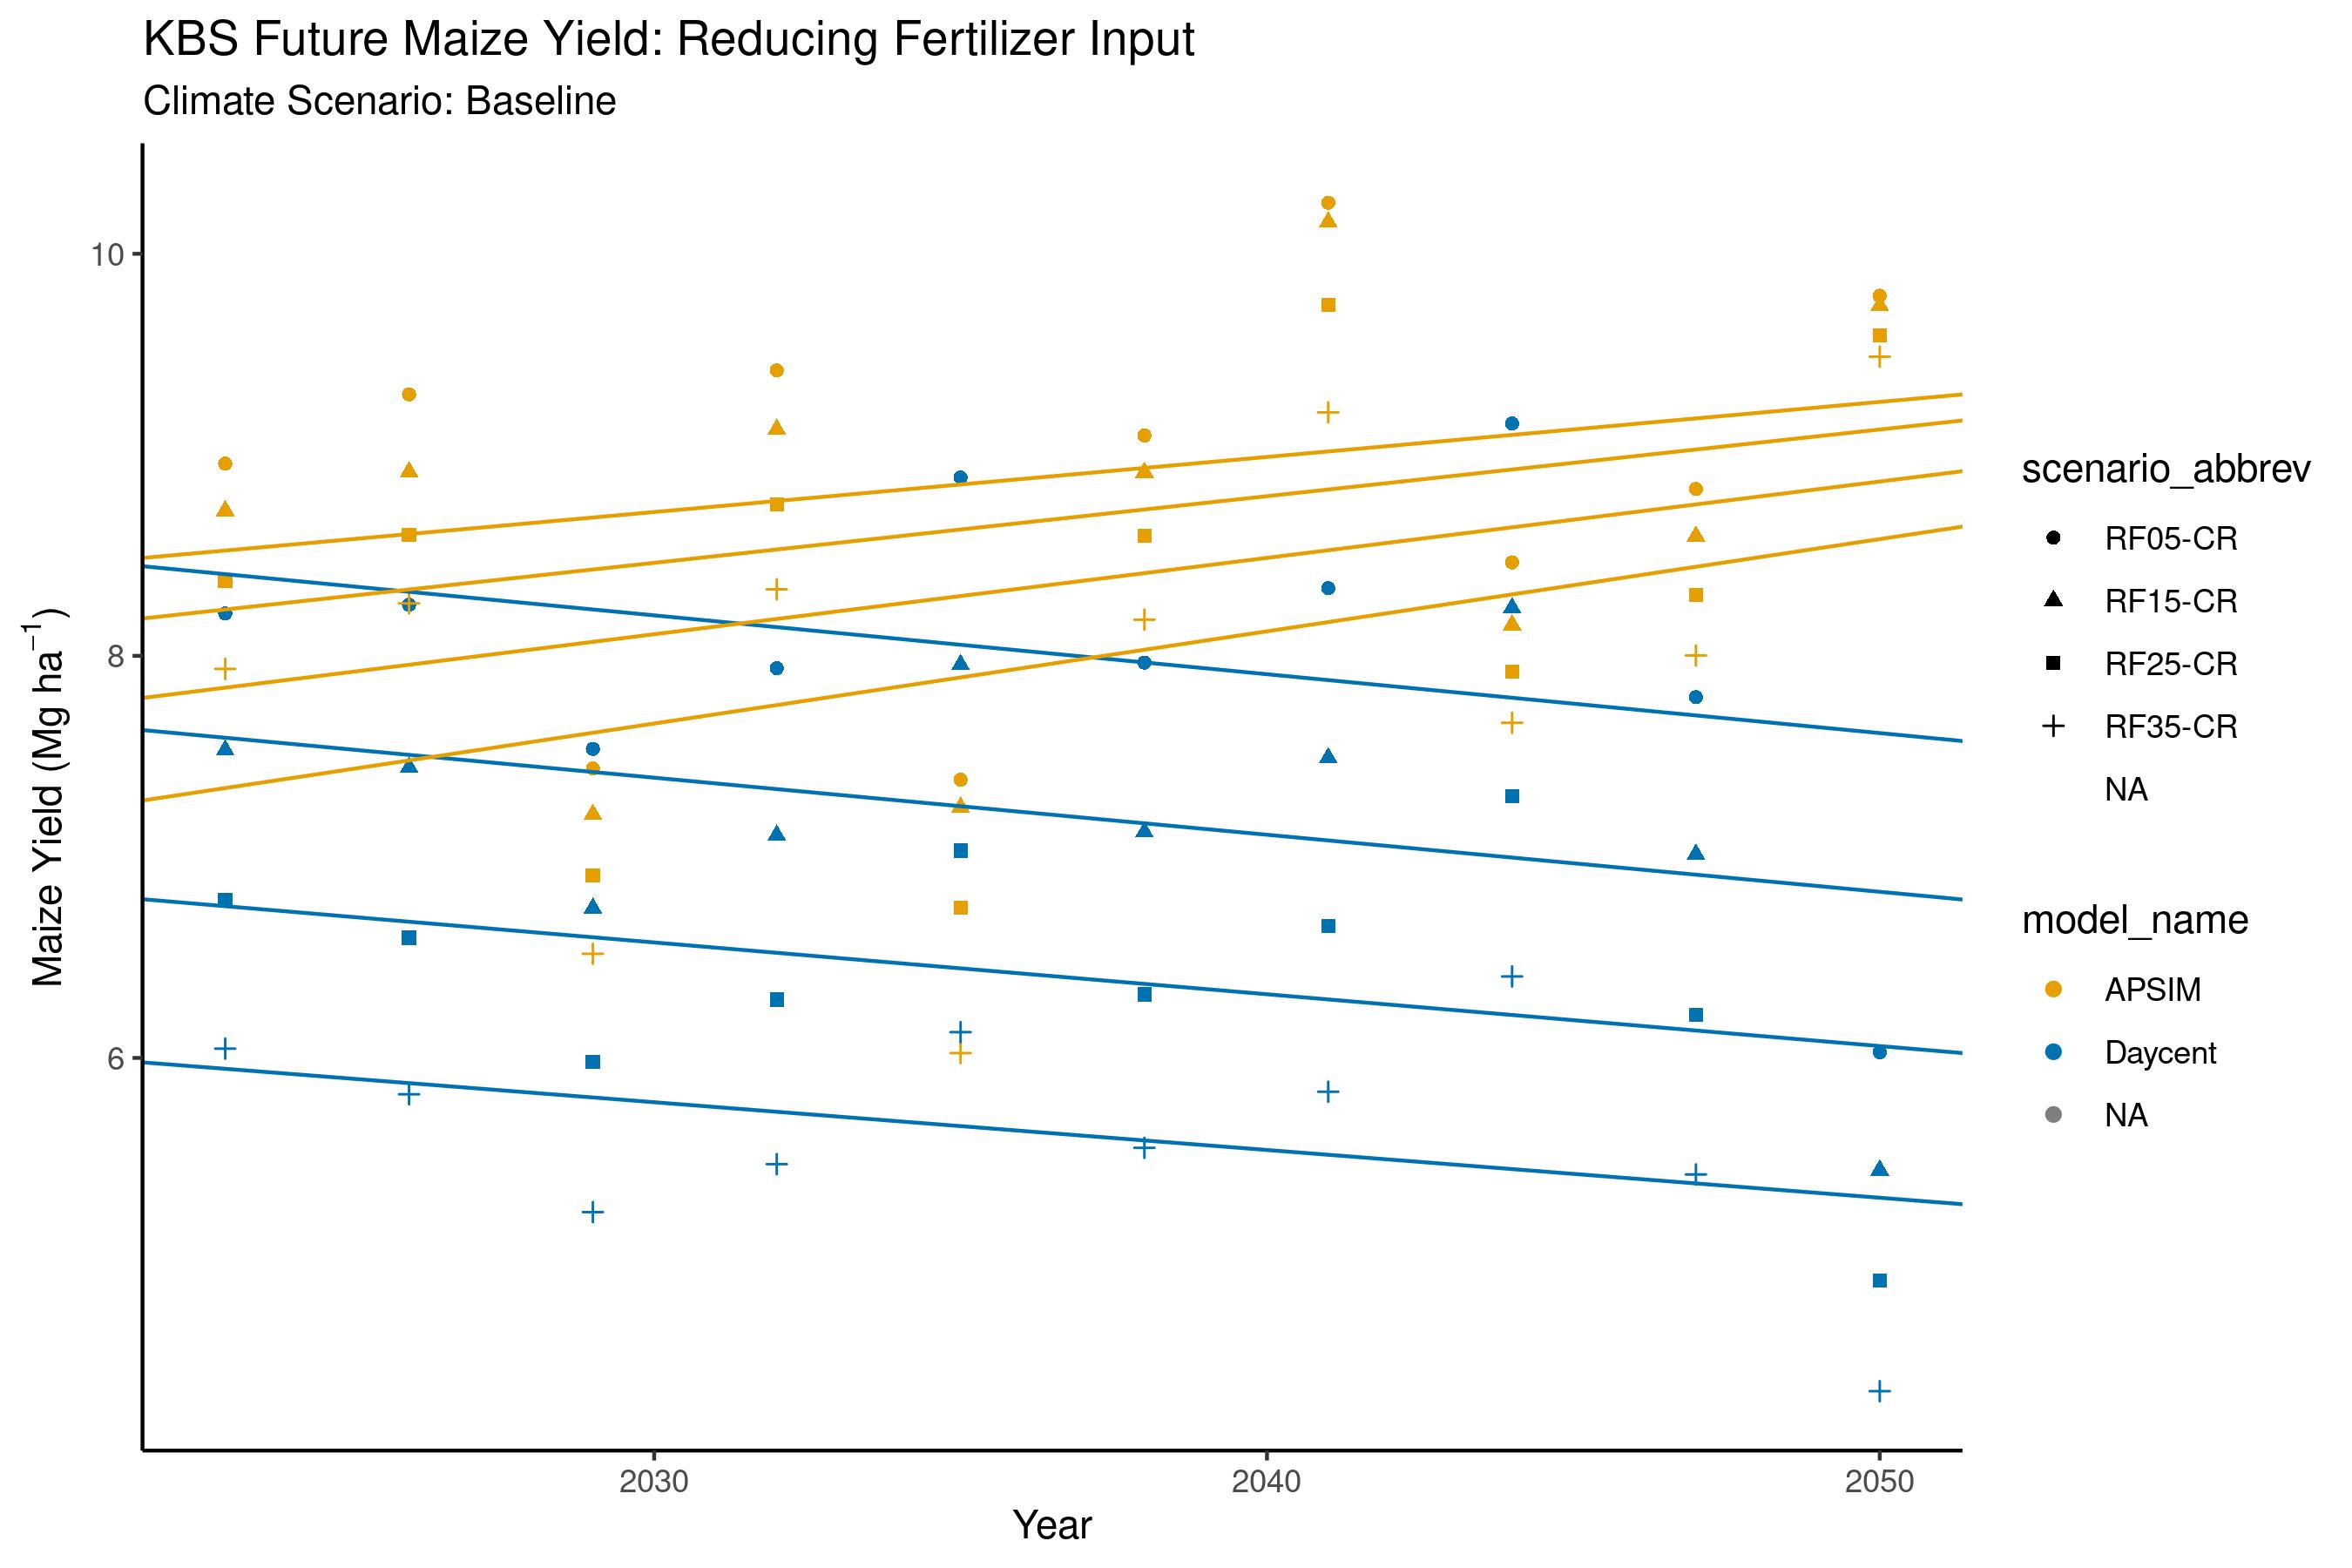 KBS Future Maize Yield: Reducing Fertilizer Input
Climate Scenario: Baseline
Maize Yield (Mg ha⁻¹)
10
8
6
2030
2040
2050
Year
scenario_abbrev
RF05-CR
RF15-CR
RF25-CR
RF35-CR
NA
model_name
APSIM
Daycent
NA